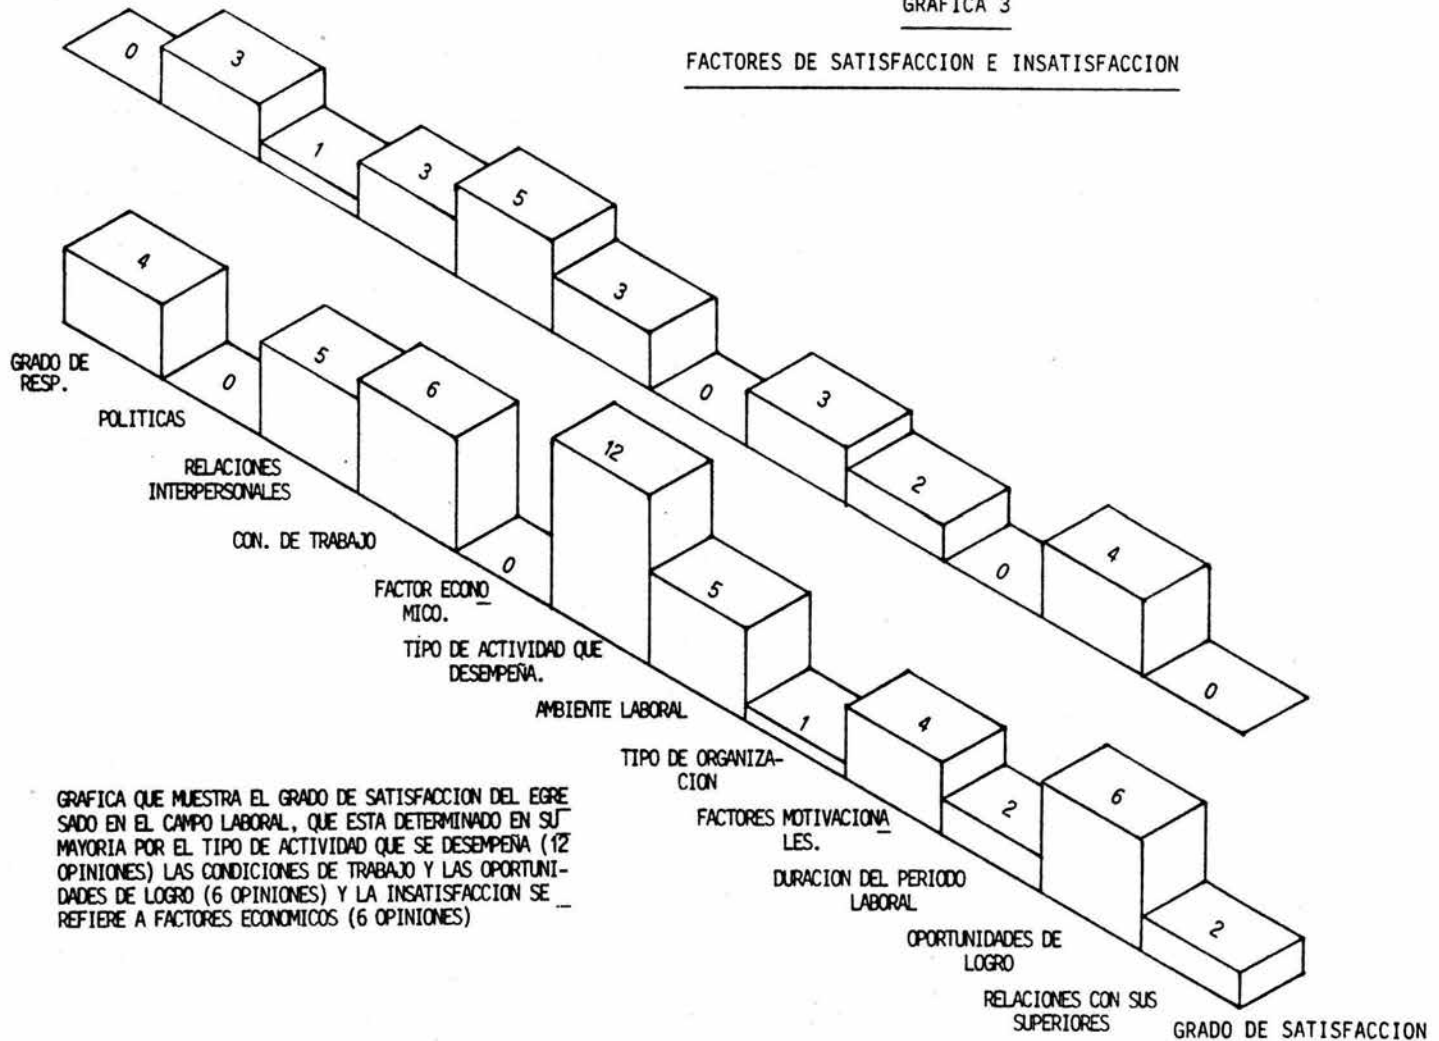 GRAFICA 3
FACTORES DE SATISFACCION E INSATISFACCION
0
3
1
3
5
3
0
3
2
0
4
0
4
0
5
6
0
12
5
1
4
2
6
2
GRADO DE
RESP.
POLITICAS
RELACIONES
INTERPERSONALES
CON. DE TRABAJO
FACTOR ECONO
MICO.
TIPO DE ACTIVIDAD QUE
DESEMPEÑA.
AMBIENTE LABORAL
TIPO DE ORGANIZA-
CION
FACTORES MOTIVACIONA
LES.
DURACION DEL PERIODO
LABORAL
OPORTUNIDADES DE
LOGRO
RELACIONES CON SUS
SUPERIORES
GRADO DE SATISFACCION
GRAFICA QUE MUESTRA EL GRADO DE SATISFACCION DEL EGRE
SADO EN EL CAMPO LABORAL, QUE ESTA DETERMINADO EN SU
MAYORIA POR EL TIPO DE ACTIVIDAD QUE SE DESEMPEÑA (12
OPINIONES) LAS CONDICIONES DE TRABAJO Y LAS OPORTUNI-
DADES DE LOGRO (6 OPINIONES) Y LA INSATISFACCION SE
REFIERE A FACTORES ECONOMICOS (6 OPINIONES)